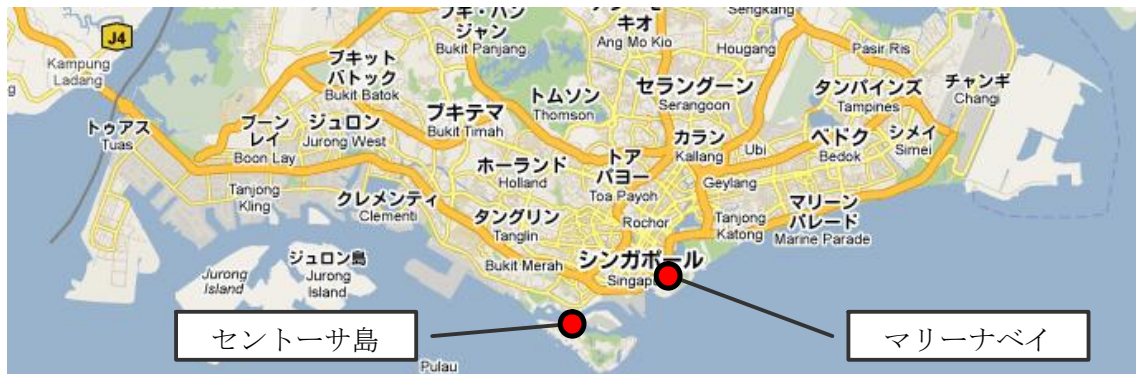 J4
Kampung
Ladang
ジャン
Bukit Panjang
キオ
Ang Mo Kio
Sengkang
Hougang
Pasir Ris
ブキット
バトック
Bukit Batok
ブキテマ
Bukit Timah
トムソン
Thomson
セラングーン
Serangoon
タンパインズ
Tampines
チャンギ
Changi
トゥアス
Tuas
ブーン
レイ
Boon Lay
ジュロン
Jurong West
ホーランド
Holland
トア
パヨー
Toa Payoh
カラン
Kallang
Ubi
ベドク
Bedok
シメイ
Simei
Tanjong
Kling
クレメンティ
Clementi
タングリン
Tanglin
Rochor
Geylang
Tanjong
Katong
マリーン
パレード
Marine Parade
Jurong
Island
ジュロン島
Jurong
Island
Bukit Merah
シンガポール
Singap
セントーサ島
マリーナベイ
Pulau